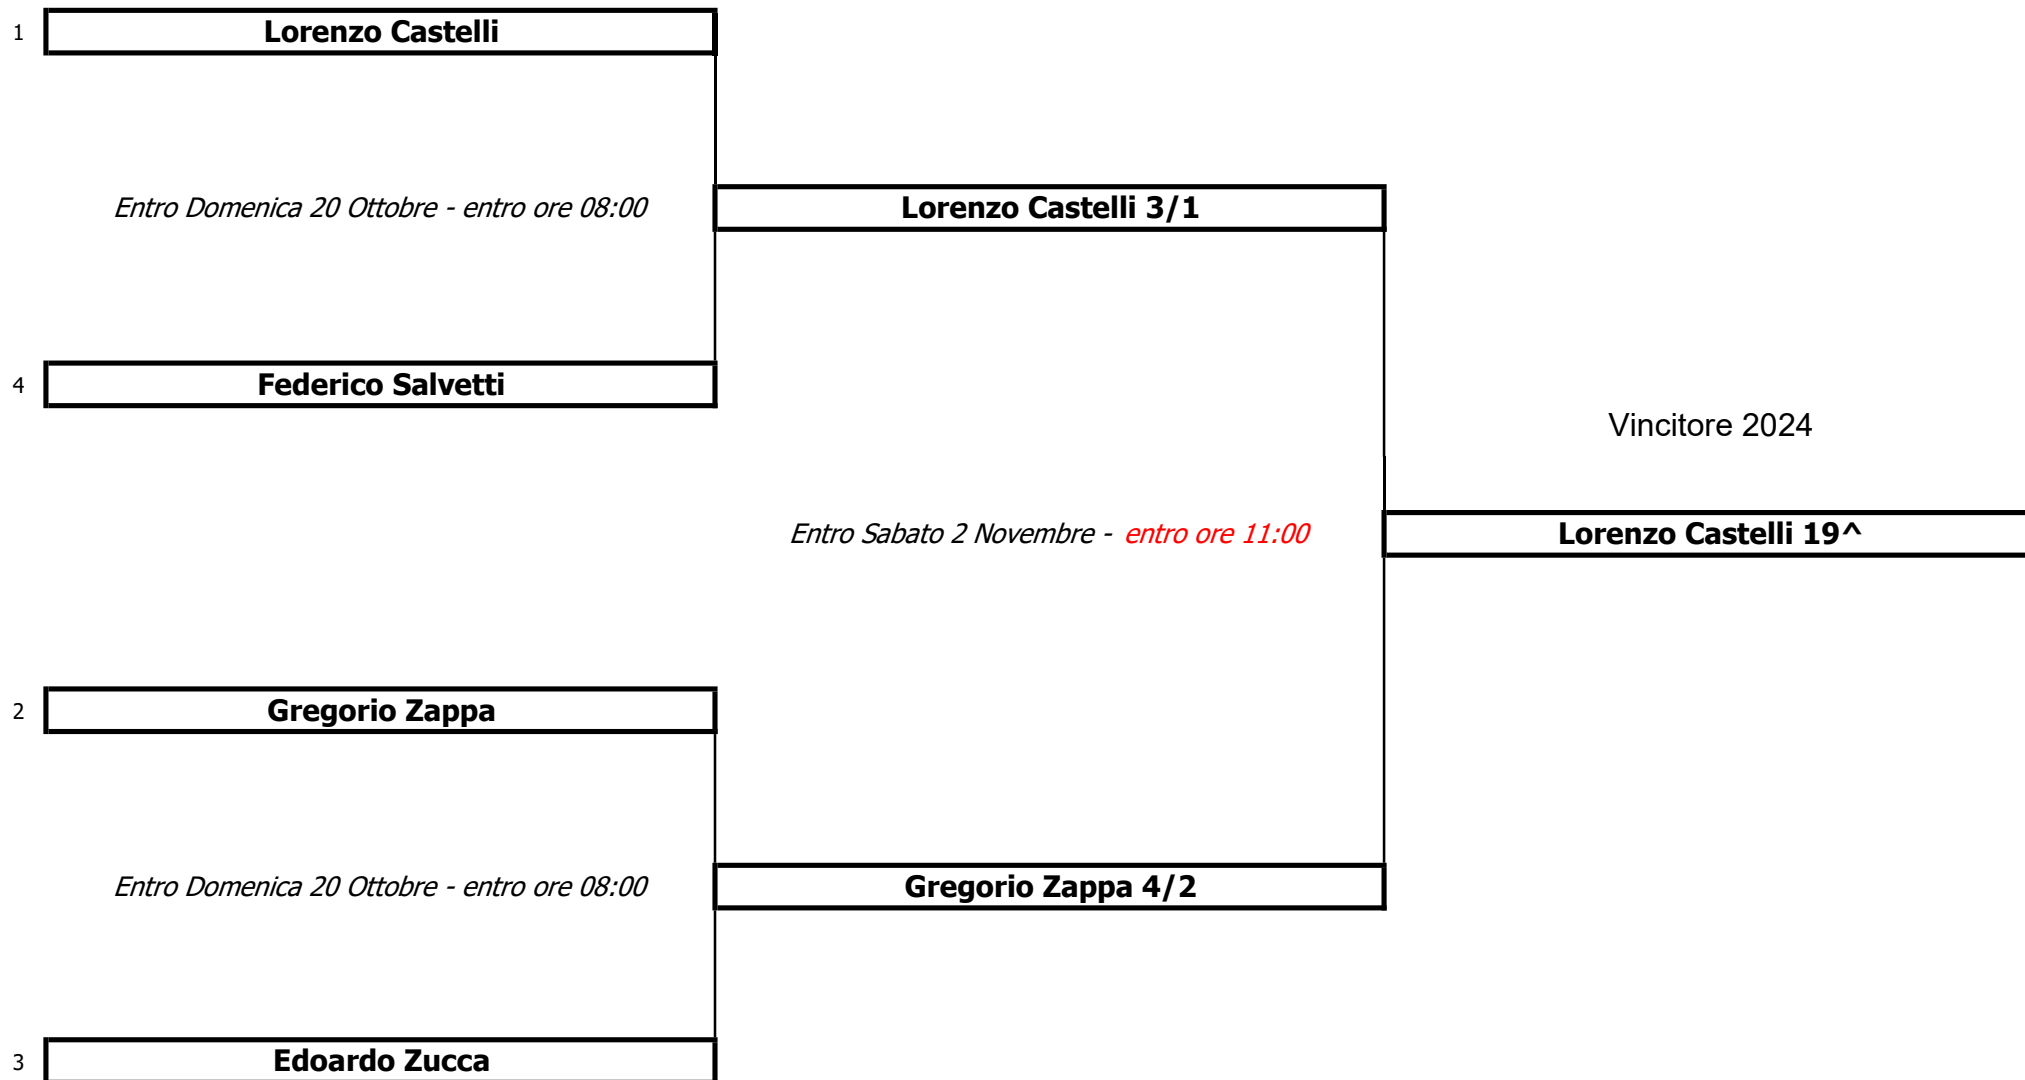 1 Lorenzo Castelli
Entro Domenica 20 Ottobre - entro ore 08:00
Lorenzo Castelli 3/1
4 Federico Salvetti
Vincitore 2024
Entro Sabato 2 Novembre - entro ore 11:00
Lorenzo Castelli 19^
2 Gregorio Zappa
Entro Domenica 20 Ottobre - entro ore 08:00
Gregorio Zappa 4/2
3 Edoardo Zucca